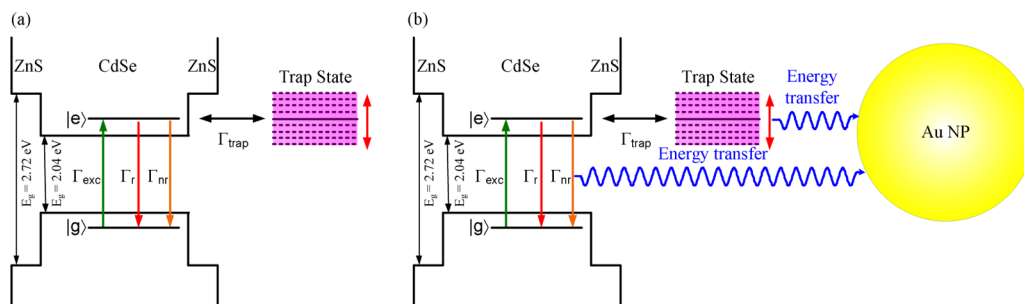 (a)
ZnS
CdSe
ZnS
Trap State
|e⟩
Γtrap
Eg = 2.72 eV
Eg = 2.04 eV
Γexc
Γr
Γnr
|g⟩
(b)
ZnS
CdSe
ZnS
Trap State
Energy
transfer
|e⟩
Γtrap
Energy transfer
Au NP
Eg = 2.72 eV
Eg = 2.04 eV
Γexc
Γr
Γnr
|g⟩